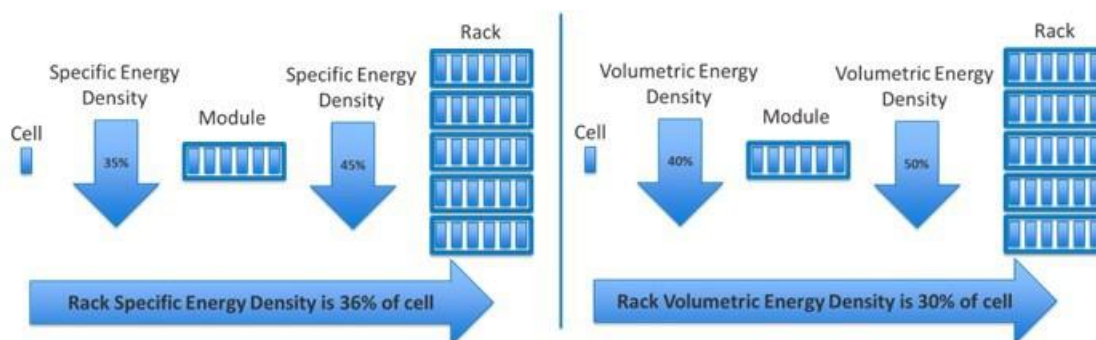 Rack
Specific Energy
Density
Specific Energy
Density
Cell
Module
35%
45%
Rack Specific Energy Density is 36% of cell
Rack
Volumetric Energy
Density
Volumetric Energy
Density
Cell
Module
40%
50%
Rack Volumetric Energy Density is 30% of cell